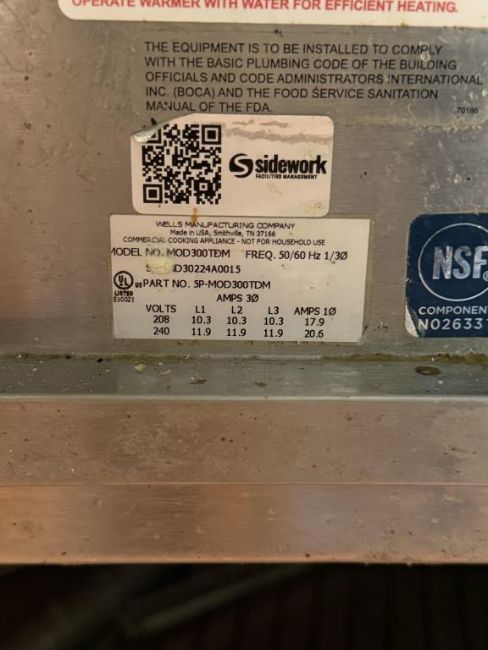 OPERATE WARMER WITH WATER FOR EFFICIENT HEATING.
THE EQUIPMENT IS TO BE INSTALLED TO COMPLY
WITH THE BASIC PLUMBING CODE OF THE BUILDING
OFFICIALS AND CODE ADMINISTRATORS INTERNATIONAL
INC. (BOCA) AND THE FOOD SERVICE SANITATION
MANUAL OF THE FDA.
70186
sidework
FACILITIES MANAGEMENT
WELLS MANUFACTURING COMPANY
Made in USA, Smithville, TN 37166
COMMERCIAL COOKING APPLIANCE - NOT FOR HOUSEHOLD USE
MODEL NO. MOD300TDM FREQ. 50/60 Hz 1/3Ø
D30224A0015
UL US PART NO. 5P-MOD300TDM
LISTED
E10021
AMPS 3Ø
VOLTS L1 L2 L3 AMPS 1Ø
208 10.3 10.3 10.3 17.9
240 11.9 11.9 11.9 20.6
NSF
COMPONENT
N02633